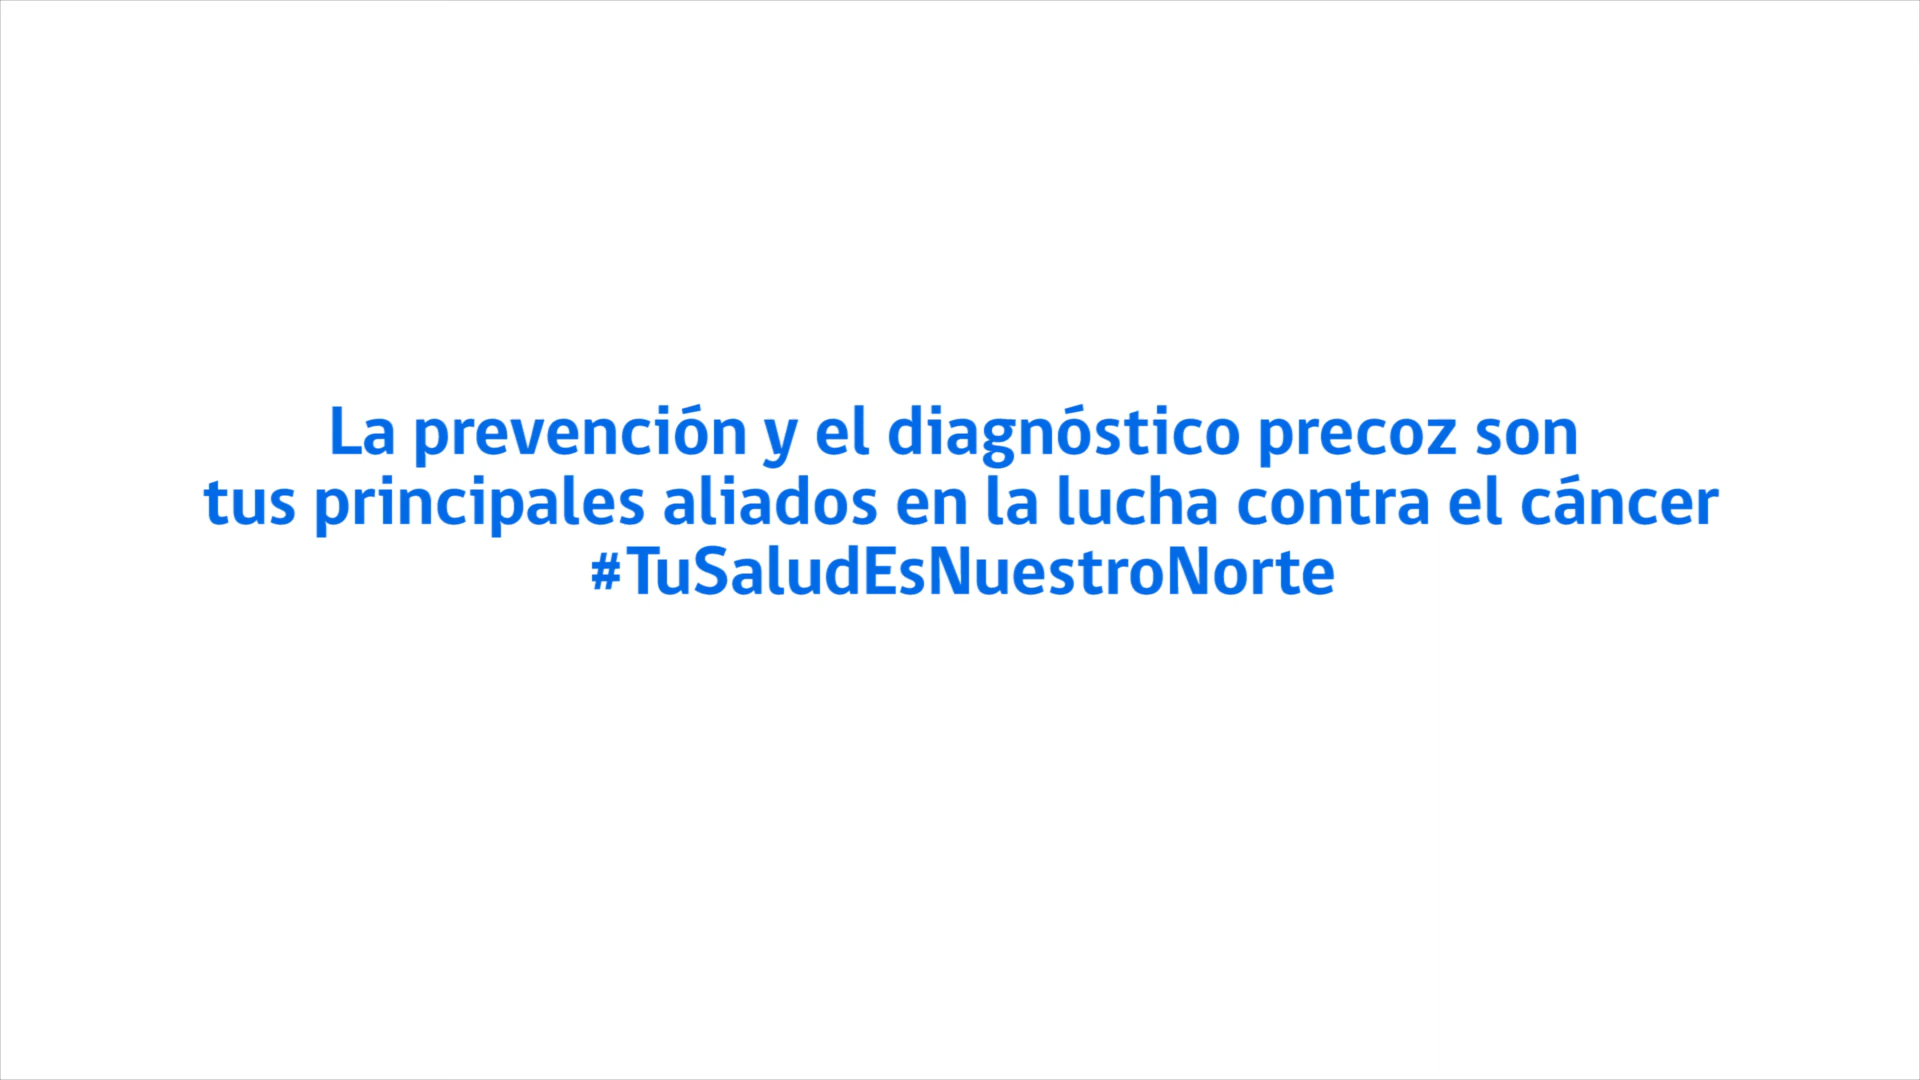 La prevención y el diagnóstico precoz son
tus principales aliados en la lucha contra el cáncer
#TuSaludEsNuestroNorte